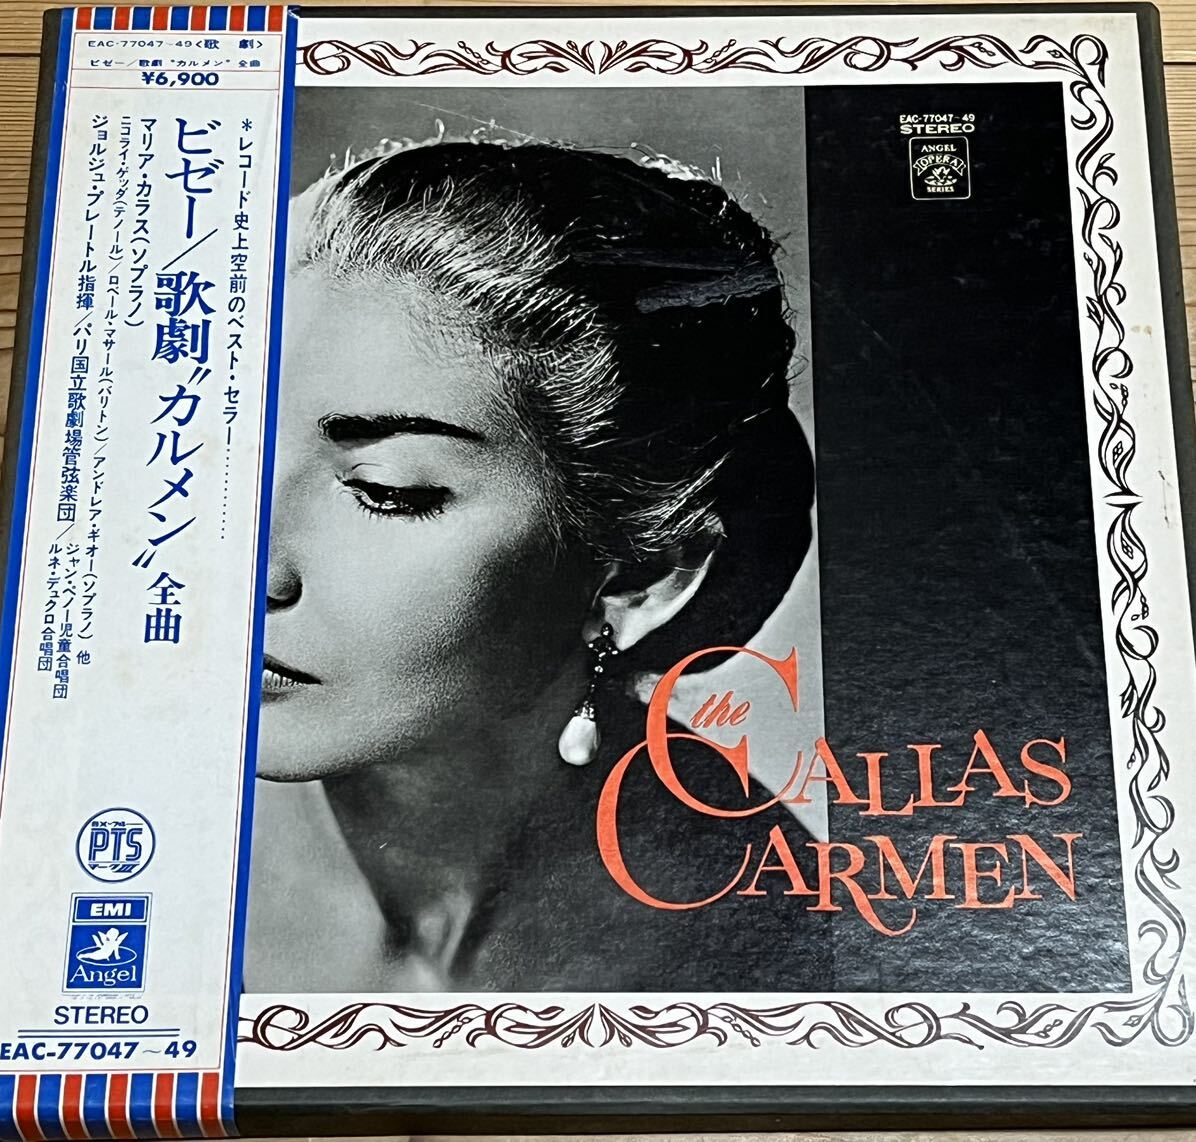 EAC-77047~49<歌 劇>
ビゼー/歌劇“カルメン”全曲
¥6,900
*レコード史上空前のベスト・セラー…………
ビゼー/歌劇“カルメン”全曲
マリア・カラス(ソプラノ)
ニコライ・ゲッダ(テノール)/ロベール・マサール(バリトン)/アンドレア・ギオー(ソプラノ)他
ジョルジュ・プレートル指揮/パリ国立歌劇場管弦楽団/ジャン・ペノー児童合唱団
ルネ・デュクロ合唱団
PTS
マークIII
EMI
Angel
STEREO
EAC-77047~49
EAC-77047~49
STEREO
ANGEL
OPERA
SERIES
the
CALLAS
CARMEN